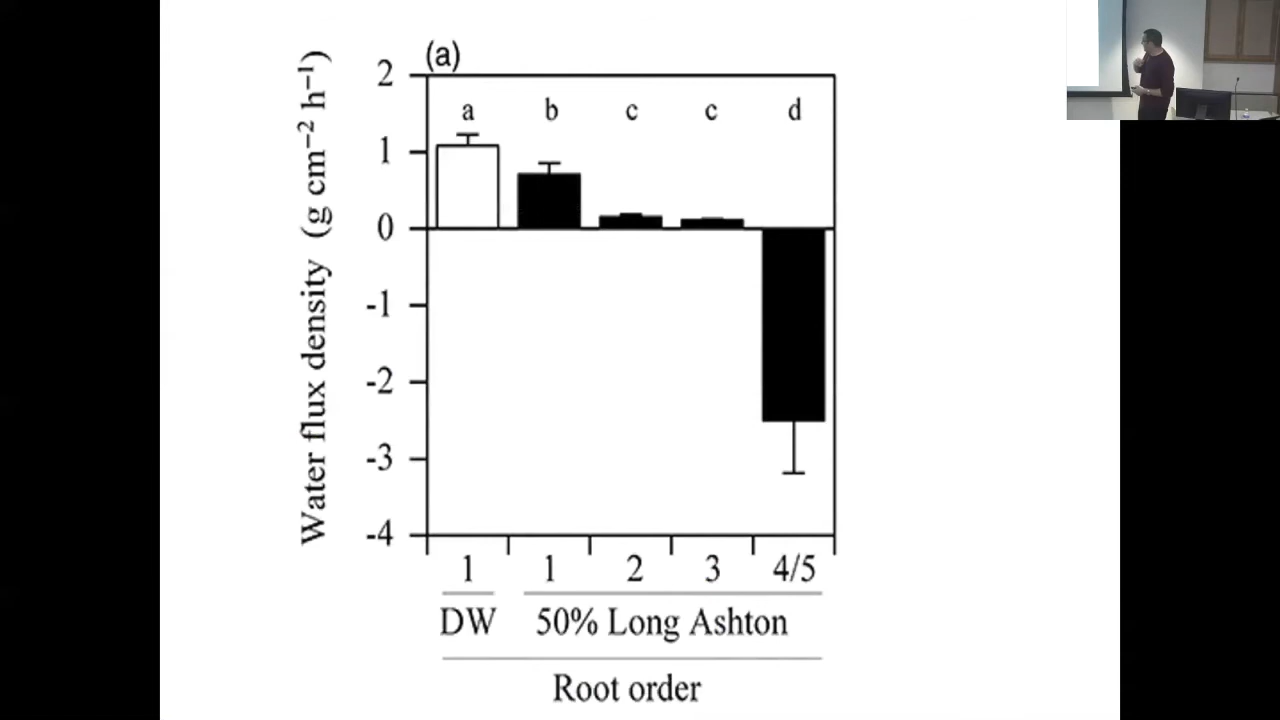 (a)
Water flux density (g cm⁻² h⁻¹)
2
1
0
-1
-2
-3
-4
a b c c d
1 1 2 3 4/5
DW 50% Long Ashton
Root order